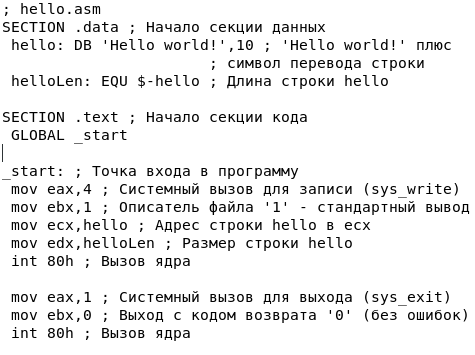 ; hello.asm
SECTION .data ; Начало секции данных
hello: DB 'Hello world!',10 ; 'Hello world!' плюс
; символ перевода строки
helloLen: EQU $-hello ; Длина строки hello
SECTION .text ; Начало секции кода
GLOBAL _start
_start: ; Точка входа в программу
mov eax,4 ; Системный вызов для записи (sys_write)
mov ebx,1 ; Описатель файла '1' - стандартный вывод
mov ecx,hello ; Адрес строки hello в ecx
mov edx,helloLen ; Размер строки hello
int 80h ; Вызов ядра
mov eax,1 ; Системный вызов для выхода (sys_exit)
mov ebx,0 ; Выход с кодом возврата '0' (без ошибок)
int 80h ; Вызов ядра